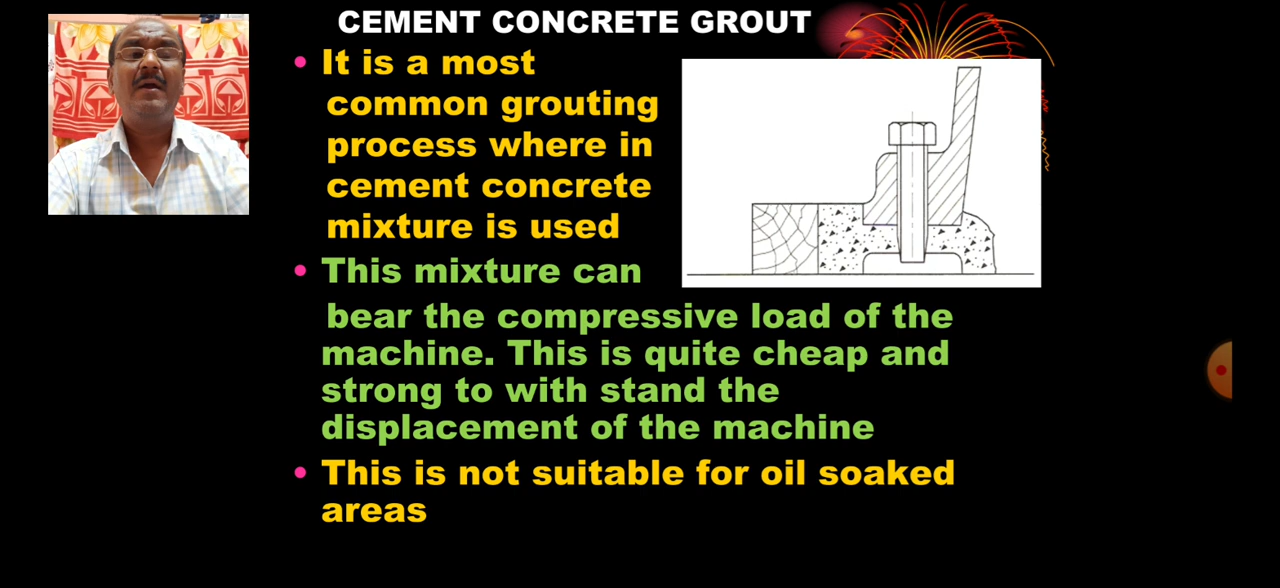 CEMENT CONCRETE GROUT
• It is a most
common grouting
process where in
cement concrete
mixture is used
• This mixture can
bear the compressive load of the
machine. This is quite cheap and
strong to with stand the
displacement of the machine
• This is not suitable for oil soaked
areas